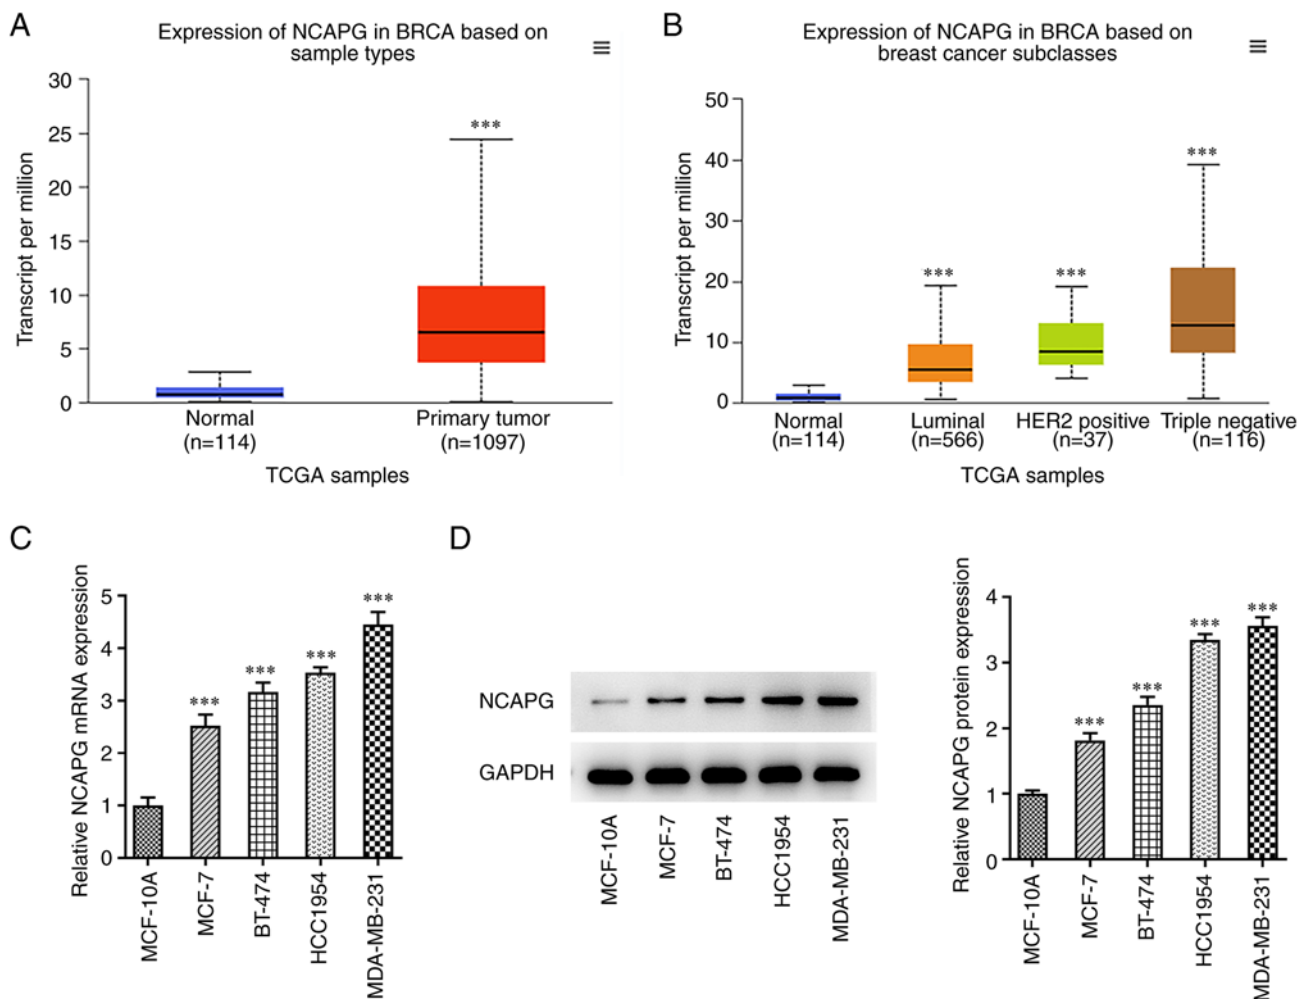 A
Expression of NCAPG in BRCA based on
sample types
Transcript per million
30
25
20
15
10
5
0
***
Normal
(n=114)
Primary tumor
(n=1097)
TCGA samples
B
Expression of NCAPG in BRCA based on
breast cancer subclasses
Transcript per million
50
40
30
20
10
0
***
***
***
Normal
(n=114)
Luminal
(n=566)
HER2 positive
(n=37)
Triple negative
(n=116)
TCGA samples
C
Relative NCAPG mRNA expression
5
4
3
2
1
0
***
***
***
***
MCF-10A
MCF-7
BT-474
HCC1954
MDA-MB-231
D
NCAPG
GAPDH
MCF-10A
MCF-7
BT-474
HCC1954
MDA-MB-231
Relative NCAPG protein expression
4
3
2
1
0
***
***
***
***
MCF-10A
MCF-7
BT-474
HCC1954
MDA-MB-231